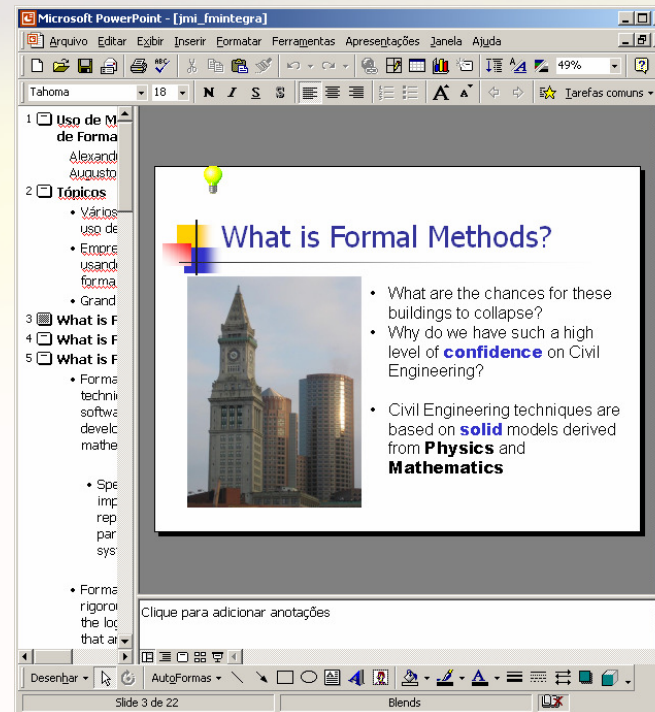 Microsoft PowerPoint - [jmi_fmintegra]
Arquivo Editar Exibir Inserir Formatar Ferramentas Apresentações Janela Ajuda
49%
Tahoma 18 N I S S A A Tarefas comuns
1 Uso de M
de Forma
Alexand
Augusto
2 Tópicos
• Vários
uso de
• Empre
usando
forma
• Grand
3 What is F
4 What is F
5 What is F
• Forma
techni
softwa
develo
mathe
• Spe
imp
rep
par
sys
• Forma
rigorou
the log
that ar
What is Formal Methods?
• What are the chances for these
buildings to collapse?
• Why do we have such a high
level of confidence on Civil
Engineering?
• Civil Engineering techniques are
based on solid models derived
from Physics and
Mathematics
Clique para adicionar anotações
Desenhar AutoFormas
Slide 3 de 22 Blends